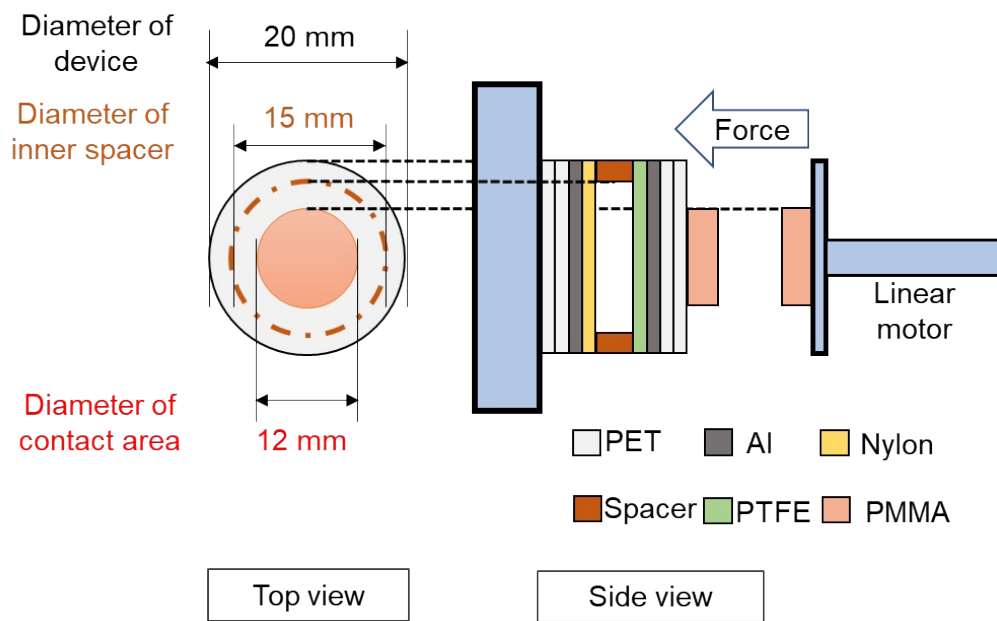 Diameter of
device
20 mm
Diameter of
inner spacer
15 mm
Force
Linear
motor
Diameter of
contact area
12 mm
PET
Al
Nylon
Spacer
PTFE
PMMA
Top view
Side view